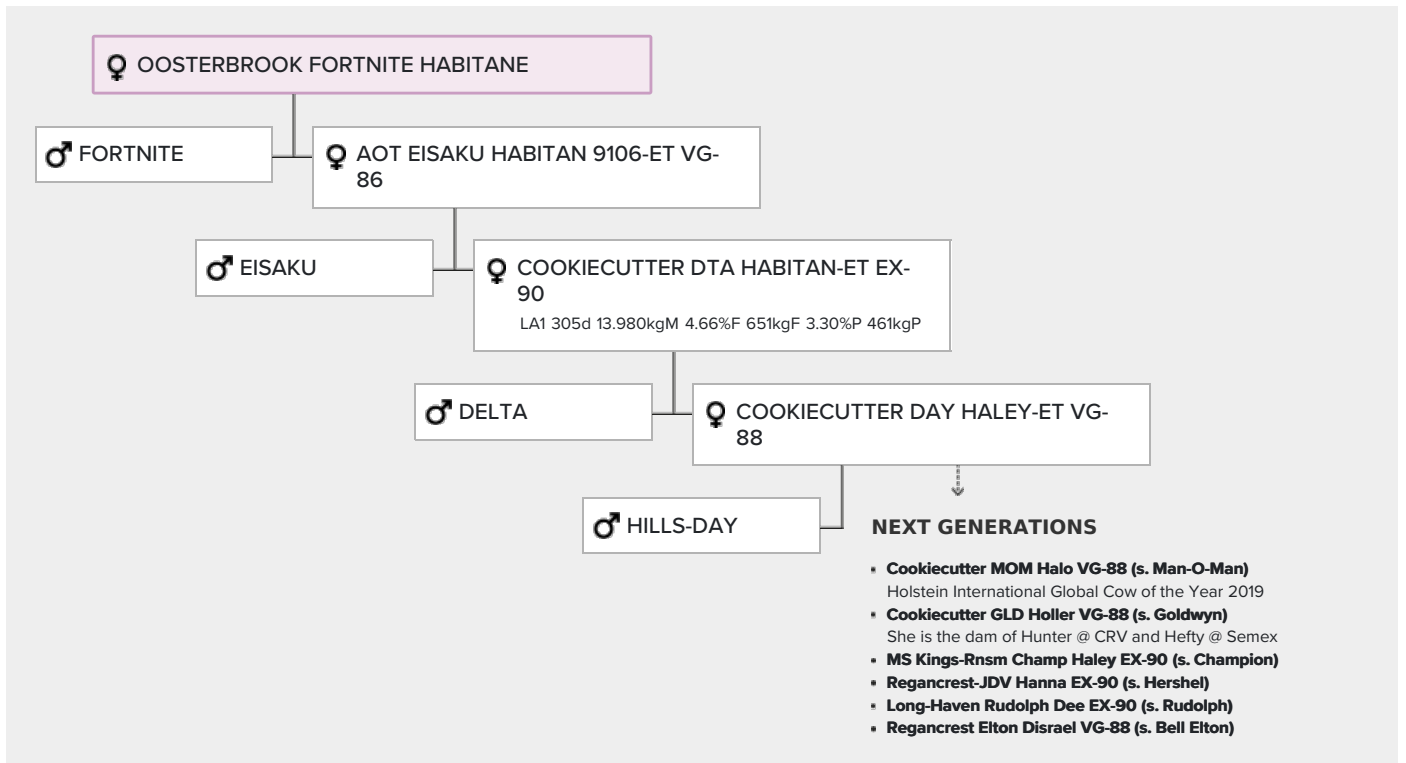 OOSTERBROOK FORTNITE HABITANE
FORTNITE
AOT EISAKU HABITAN 9106-ET VG-
86
EISAKU
COOKIECUTTER DTA HABITAN-ET EX-
90
LA1 305d 13.980kgM 4.66%F 651kgF 3.30%P 461kgP
DELTA
COOKIECUTTER DAY HALEY-ET VG-
88
HILLS-DAY
NEXT GENERATIONS
Cookiecutter MOM Halo VG-88 (s. Man-O-Man)
Holstein International Global Cow of the Year 2019
Cookiecutter GLD Holler VG-88 (s. Goldwyn)
She is the dam of Hunter @ CRV and Hefty @ Semex
MS Kings-Rnsm Champ Haley EX-90 (s. Champion)
Regancrest-JDV Hanna EX-90 (s. Hershel)
Long-Haven Rudolph Dee EX-90 (s. Rudolph)
Regancrest Elton Disrael VG-88 (s. Bell Elton)